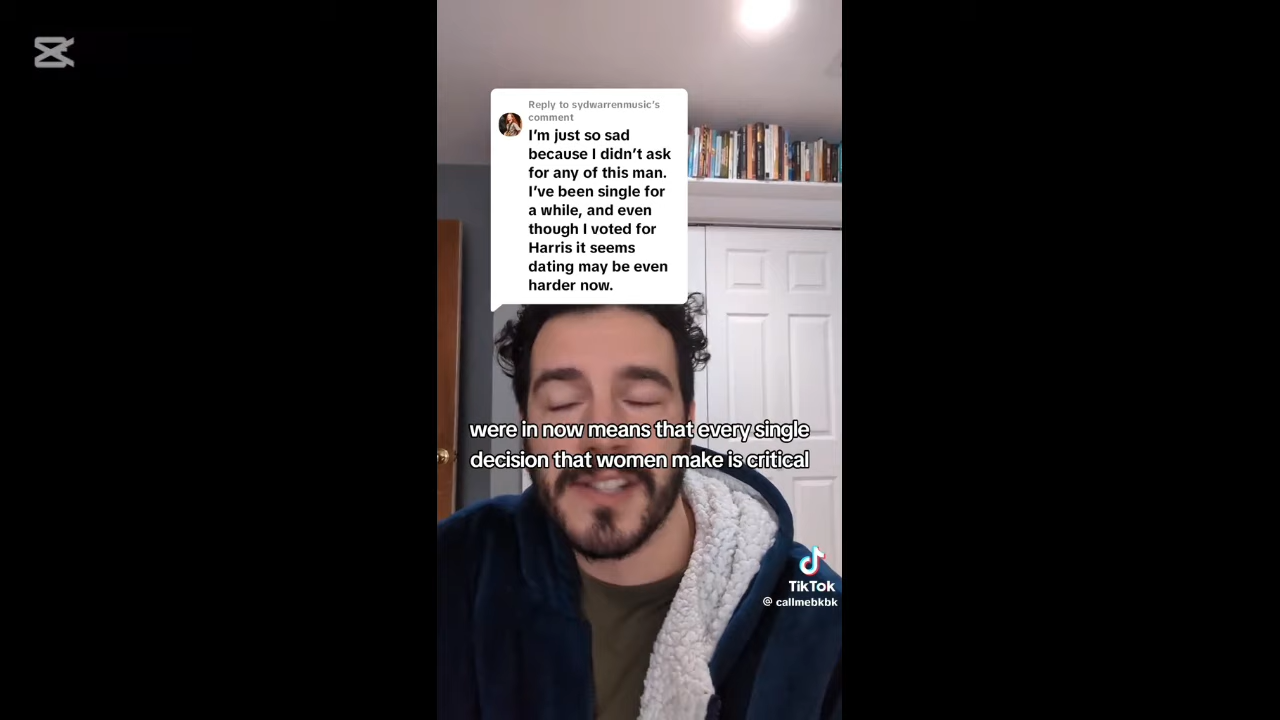 Reply to sydwarrenmusic's
comment
I'm just so sad
because I didn't ask
for any of this man.
I've been single for
a while, and even
though I voted for
Harris it seems
dating may be even
harder now.
were in now means that every single
decision that women make is critical
TikTok
@ callmebkbk